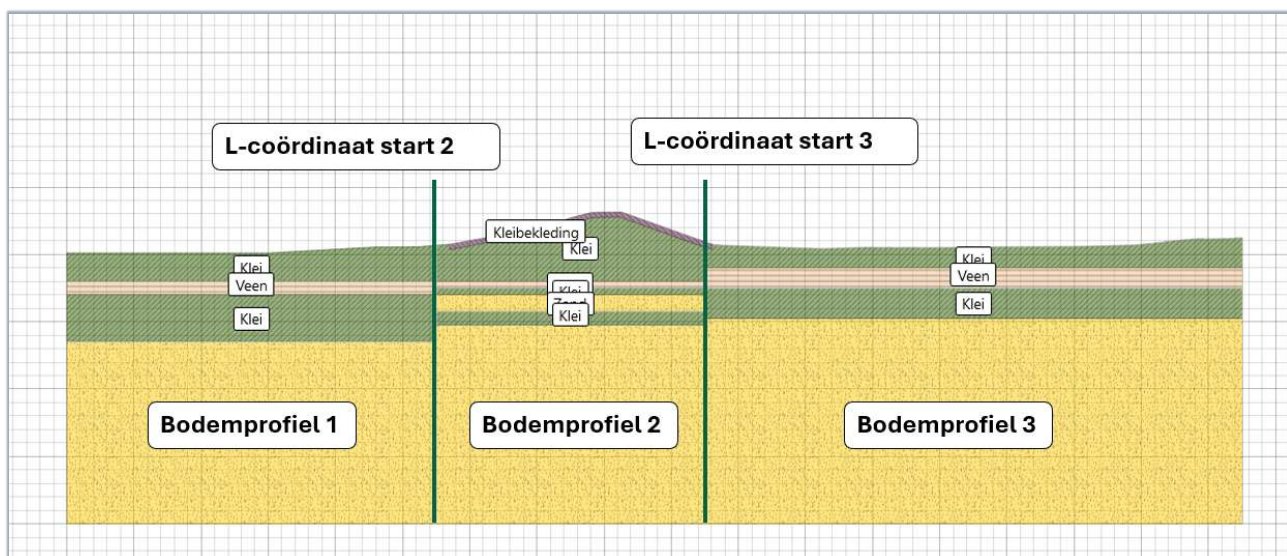 L-coördinaat start 2
L-coördinaat start 3
Kleibekleding
Klei
Klei
Veen
Klei
Klei
Zand
Klei
Klei
Veen
Klei
Bodemprofiel 1
Bodemprofiel 2
Bodemprofiel 3